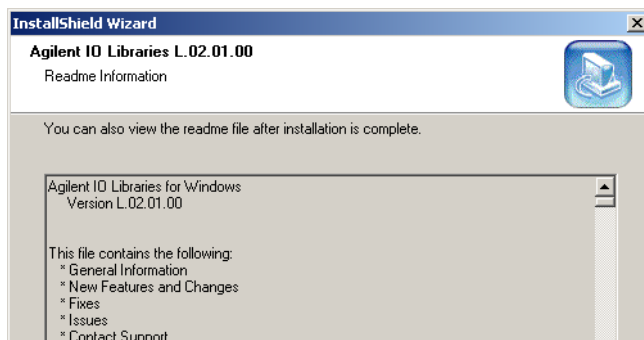 InstallShield Wizard
Agilent IO Libraries L.02.01.00
Readme Information
You can also view the readme file after installation is complete.
Agilent IO Libraries for Windows
Version L.02.01.00
This file contains the following:
* General Information
* New Features and Changes
* Fixes
* Issues
* Contact Support